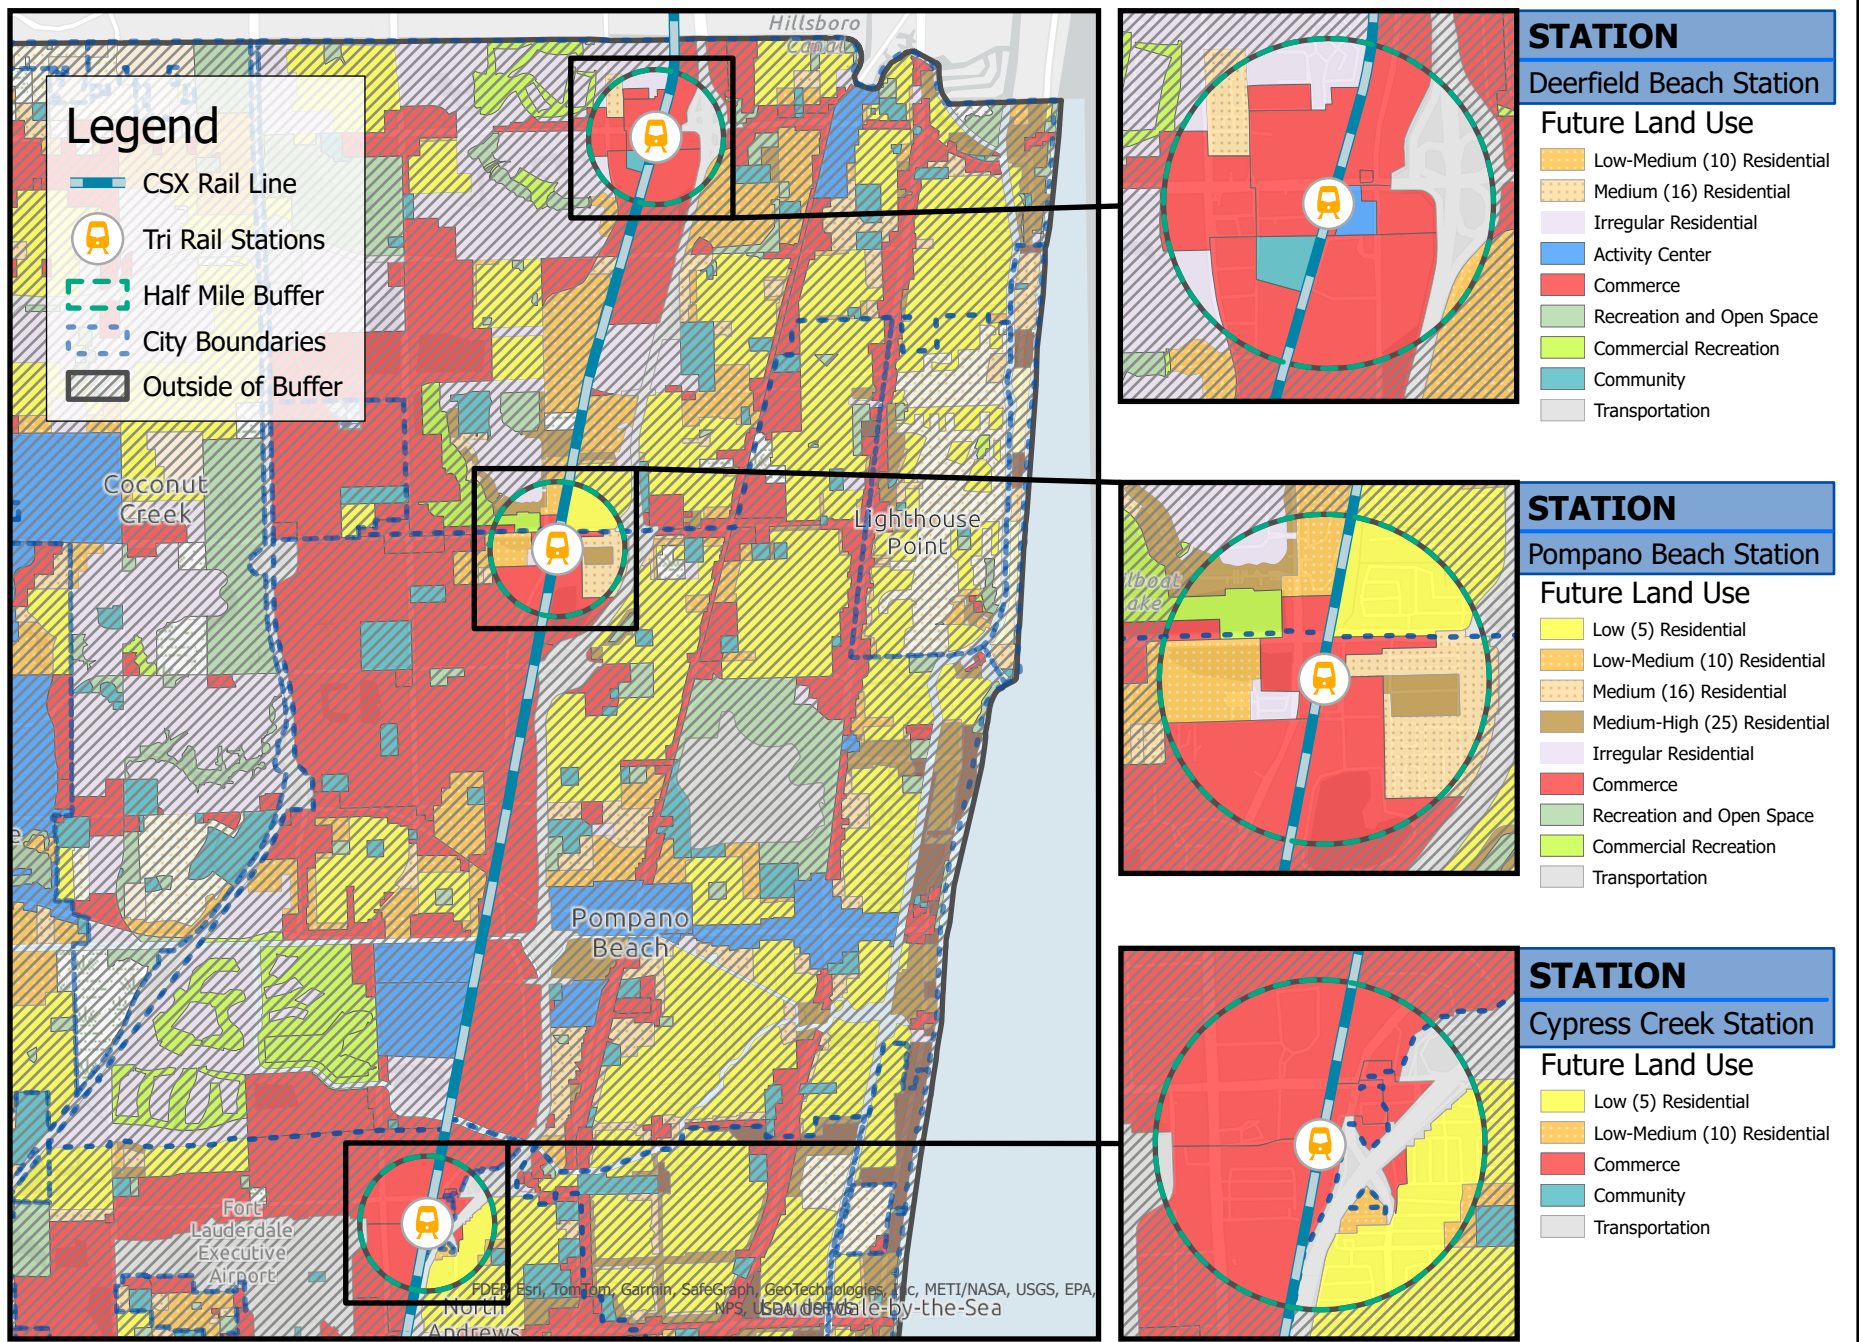 Hillsboro
Canal
Legend
CSX Rail Line
Tri Rail Stations
Half Mile Buffer
City Boundaries
Outside of Buffer
Coconut
Creek
Lighthouse
Point
Pompano
Beach
Fort
Lauderdale
Executive
Airport
North
Andrews
FDEP, Esri, TomTom, Garmin, SafeGraph, GeoTechnologies, Inc, METI/NASA, USGS, EPA,
NPS, USDA, USFWS
Lauderdale-by-the-Sea
STATION
Deerfield Beach Station
Future Land Use
Low-Medium (10) Residential
Medium (16) Residential
Irregular Residential
Activity Center
Commerce
Recreation and Open Space
Commercial Recreation
Community
Transportation
STATION
Pompano Beach Station
Future Land Use
Low (5) Residential
Low-Medium (10) Residential
Medium (16) Residential
Medium-High (25) Residential
Irregular Residential
Commerce
Recreation and Open Space
Commercial Recreation
Transportation
STATION
Cypress Creek Station
Future Land Use
Low (5) Residential
Low-Medium (10) Residential
Commerce
Community
Transportation